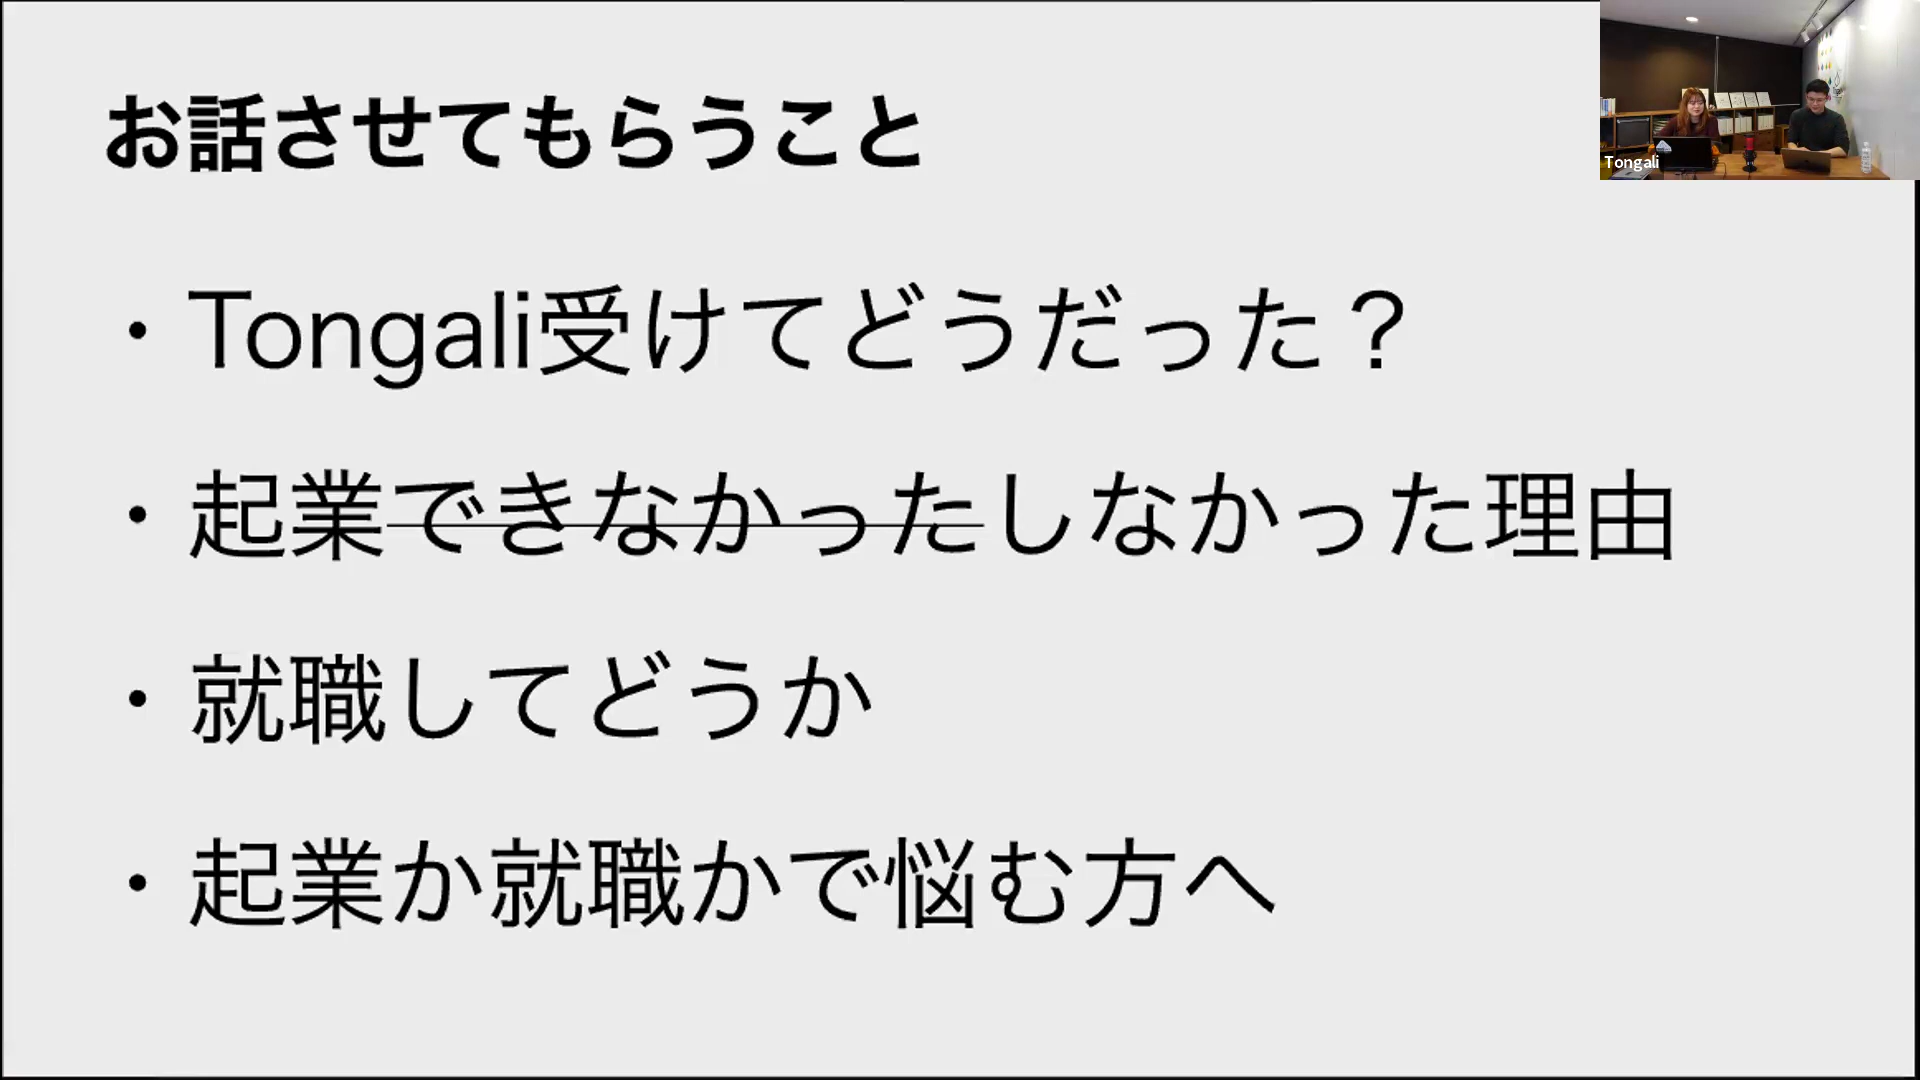 お話させてもらうこと
・Tongali受けてどうだった？
・起業できなかったしなかった理由
・就職してどうか
・起業か就職かで悩む方へ
Tongali